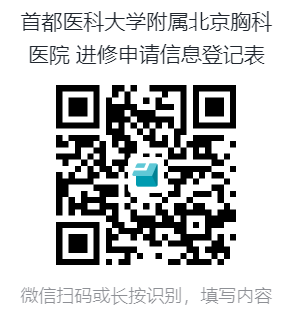 首都医科大学附属北京胸科
医院 进修申请信息登记表
微信扫码或长按识别，填写内容